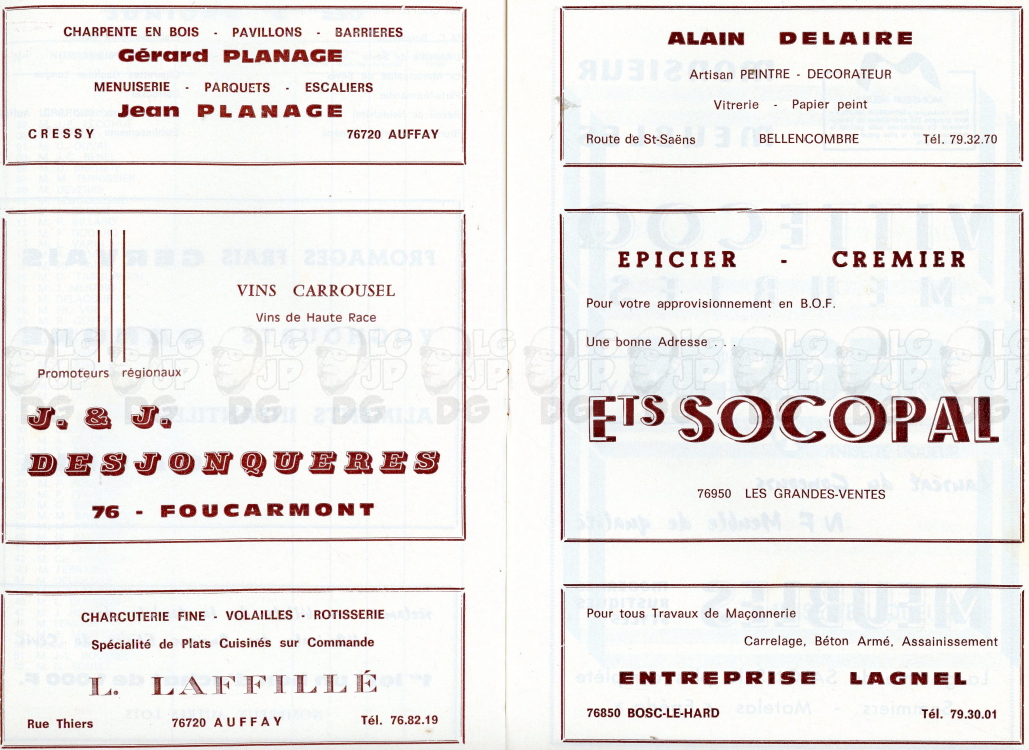 CHARPENTE EN BOIS - PAVILLONS - BARRIERES
Gérard PLANAGE
MENUISERIE - PARQUETS - ESCALIERS
Jean PLANAGE
CRESSY 76720 AUFFAY
VINS CARROUSEL
Vins de Haute Race
Promoteurs régionaux
J. & J.
DESJONQUERES
76 - FOUCARMONT
CHARCUTERIE FINE - VOLAILLES - ROTISSERIE
Spécialité de Plats Cuisinés sur Commande
L. LAFFILLÉ
Rue Thiers 76720 AUFFAY Tél. 76.82.19
ALAIN DELAIRE
Artisan PEINTRE - DECORATEUR
Vitrerie - Papier peint
Route de St-Saëns BELLENCOMBRE Tél. 79.32.70
EPICIER - CREMIER
Pour votre approvisionnement en B.O.F.
Une bonne Adresse . . .
ETS SOCOPAL
76950 LES GRANDES-VENTES
Pour tous Travaux de Maçonnerie
Carrelage, Béton Armé, Assainissement
ENTREPRISE LAGNEL
76850 BOSC-LE-HARD Tél. 79.30.01
LG JP DG